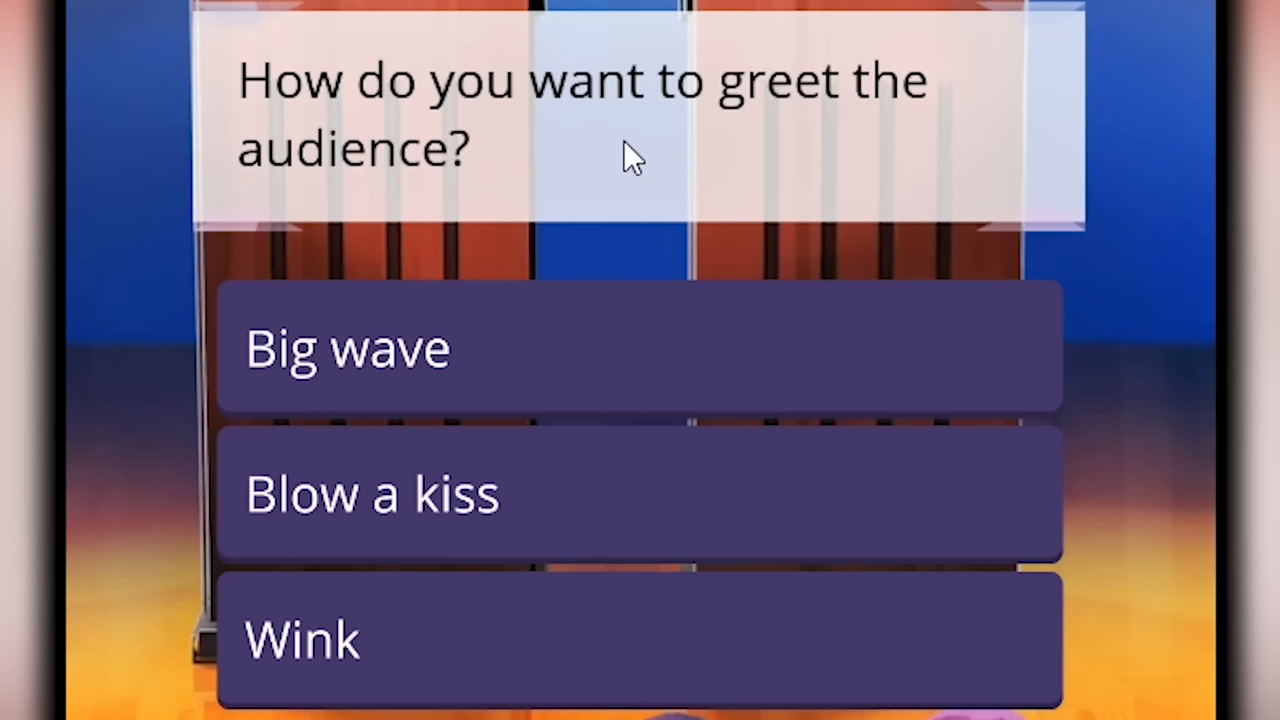 How do you want to greet the
audience?
Big wave
Blow a kiss
Wink